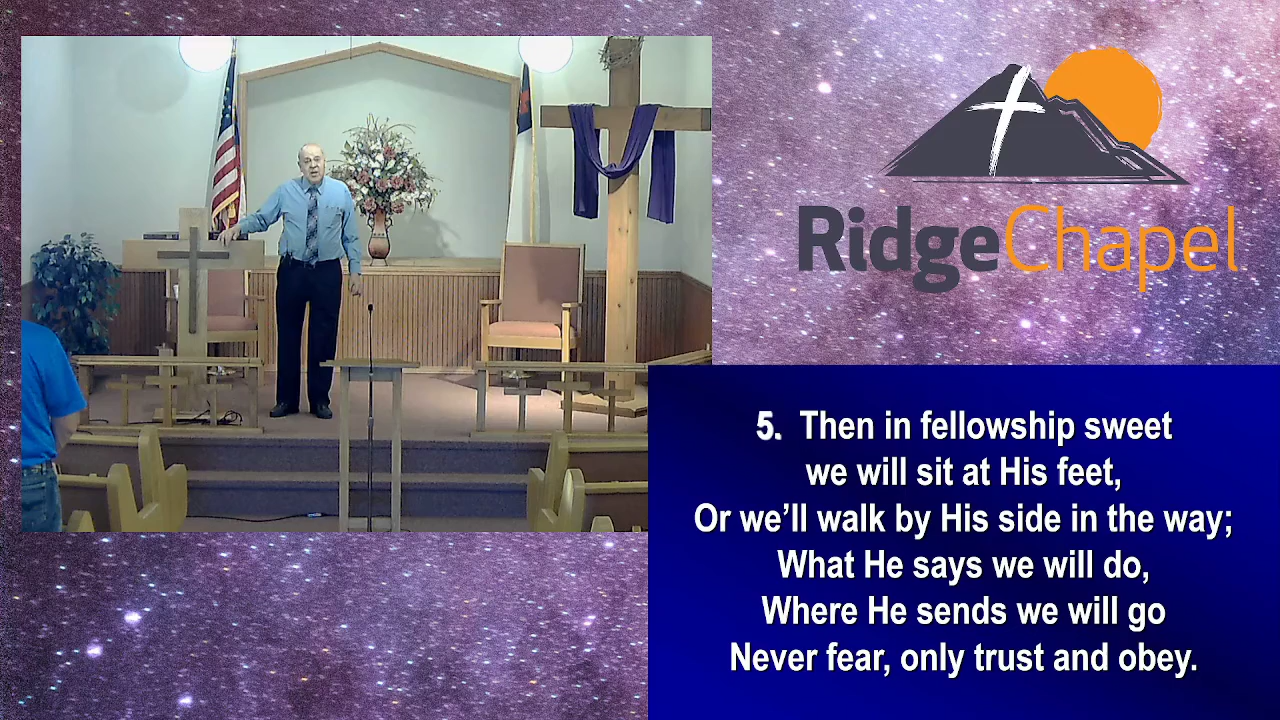 RidgeChapel
5. Then in fellowship sweet
we will sit at His feet,
Or we’ll walk by His side in the way;
What He says we will do,
Where He sends we will go
Never fear, only trust and obey.